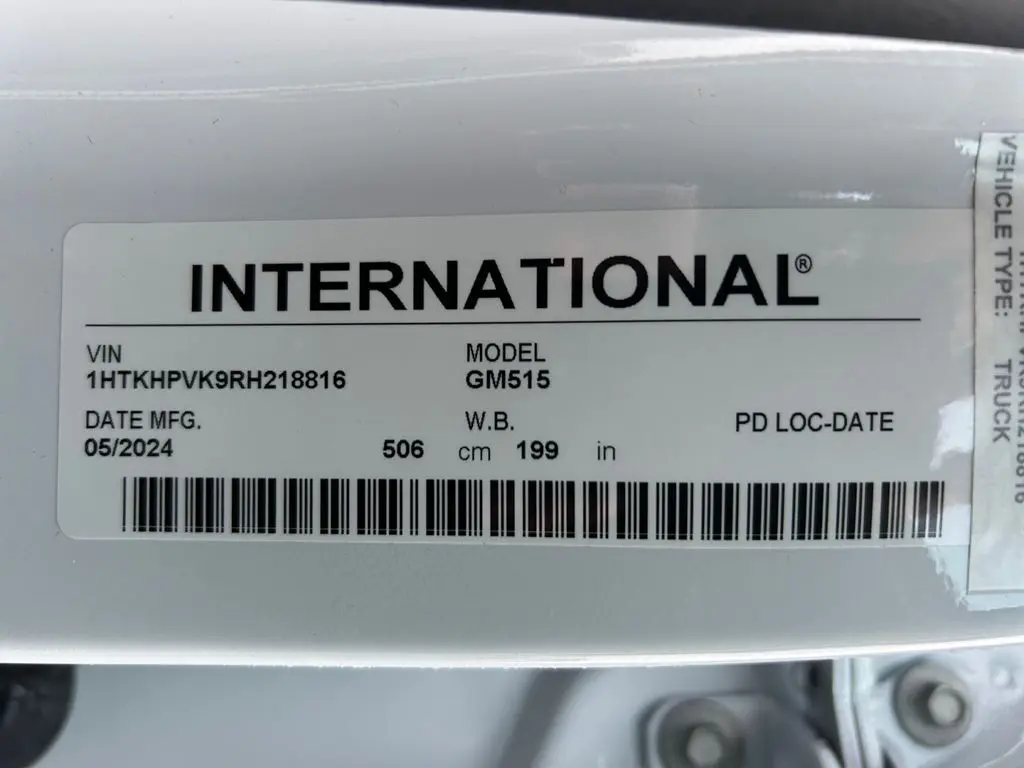 INTERNATIONAL®
VIN
1HTKHPVK9RH218816
MODEL
GM515
DATE MFG.
05/2024
W.B.
506 cm 199 in
PD LOC-DATE
VEHICLE TYPE: TRUCK